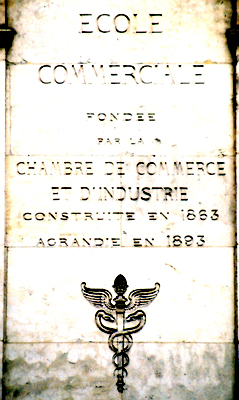 ECOLE
COMMERCIALE
FONDEE
PAR LA
CHAMBRE DE COMMERCE
ET D'INDUSTRIE
CONSTRUITE EN 1863
AGRANDIE EN 1893